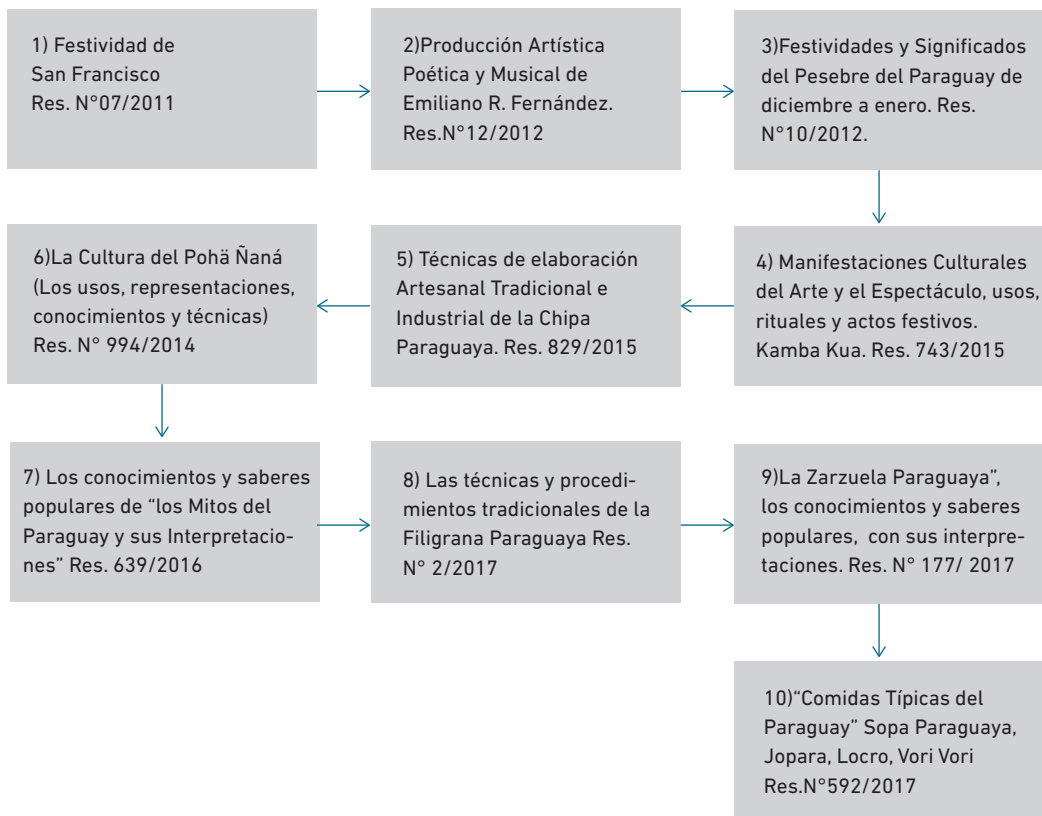 1) Festividad de
San Francisco
Res. N°07/2011
2)Producción Artística
Poética y Musical de
Emiliano R. Fernández.
Res.N°12/2012
3)Festividades y Significados
del Pesebre del Paraguay de
diciembre a enero. Res.
N°10/2012.
4) Manifestaciones Culturales
del Arte y el Espectáculo, usos,
rituales y actos festivos.
Kamba Kua. Res. 743/2015
5) Técnicas de elaboración
Artesanal Tradicional e
Industrial de la Chipa
Paraguaya. Res. 829/2015
6)La Cultura del Pohä Ñaná
(Los usos, representaciones,
conocimientos y técnicas)
Res. N° 994/2014
7) Los conocimientos y saberes
populares de “los Mitos del
Paraguay y sus Interpretacio-
nes” Res. 639/2016
8) Las técnicas y procedi-
mientos tradicionales de la
Filigrana Paraguaya Res.
N° 2/2017
9)La Zarzuela Paraguaya”,
los conocimientos y saberes
populares, con sus interpre-
taciones. Res. N° 177/ 2017
10)“Comidas Típicas del
Paraguay” Sopa Paraguaya,
Jopara, Locro, Vori Vori
Res.N°592/2017